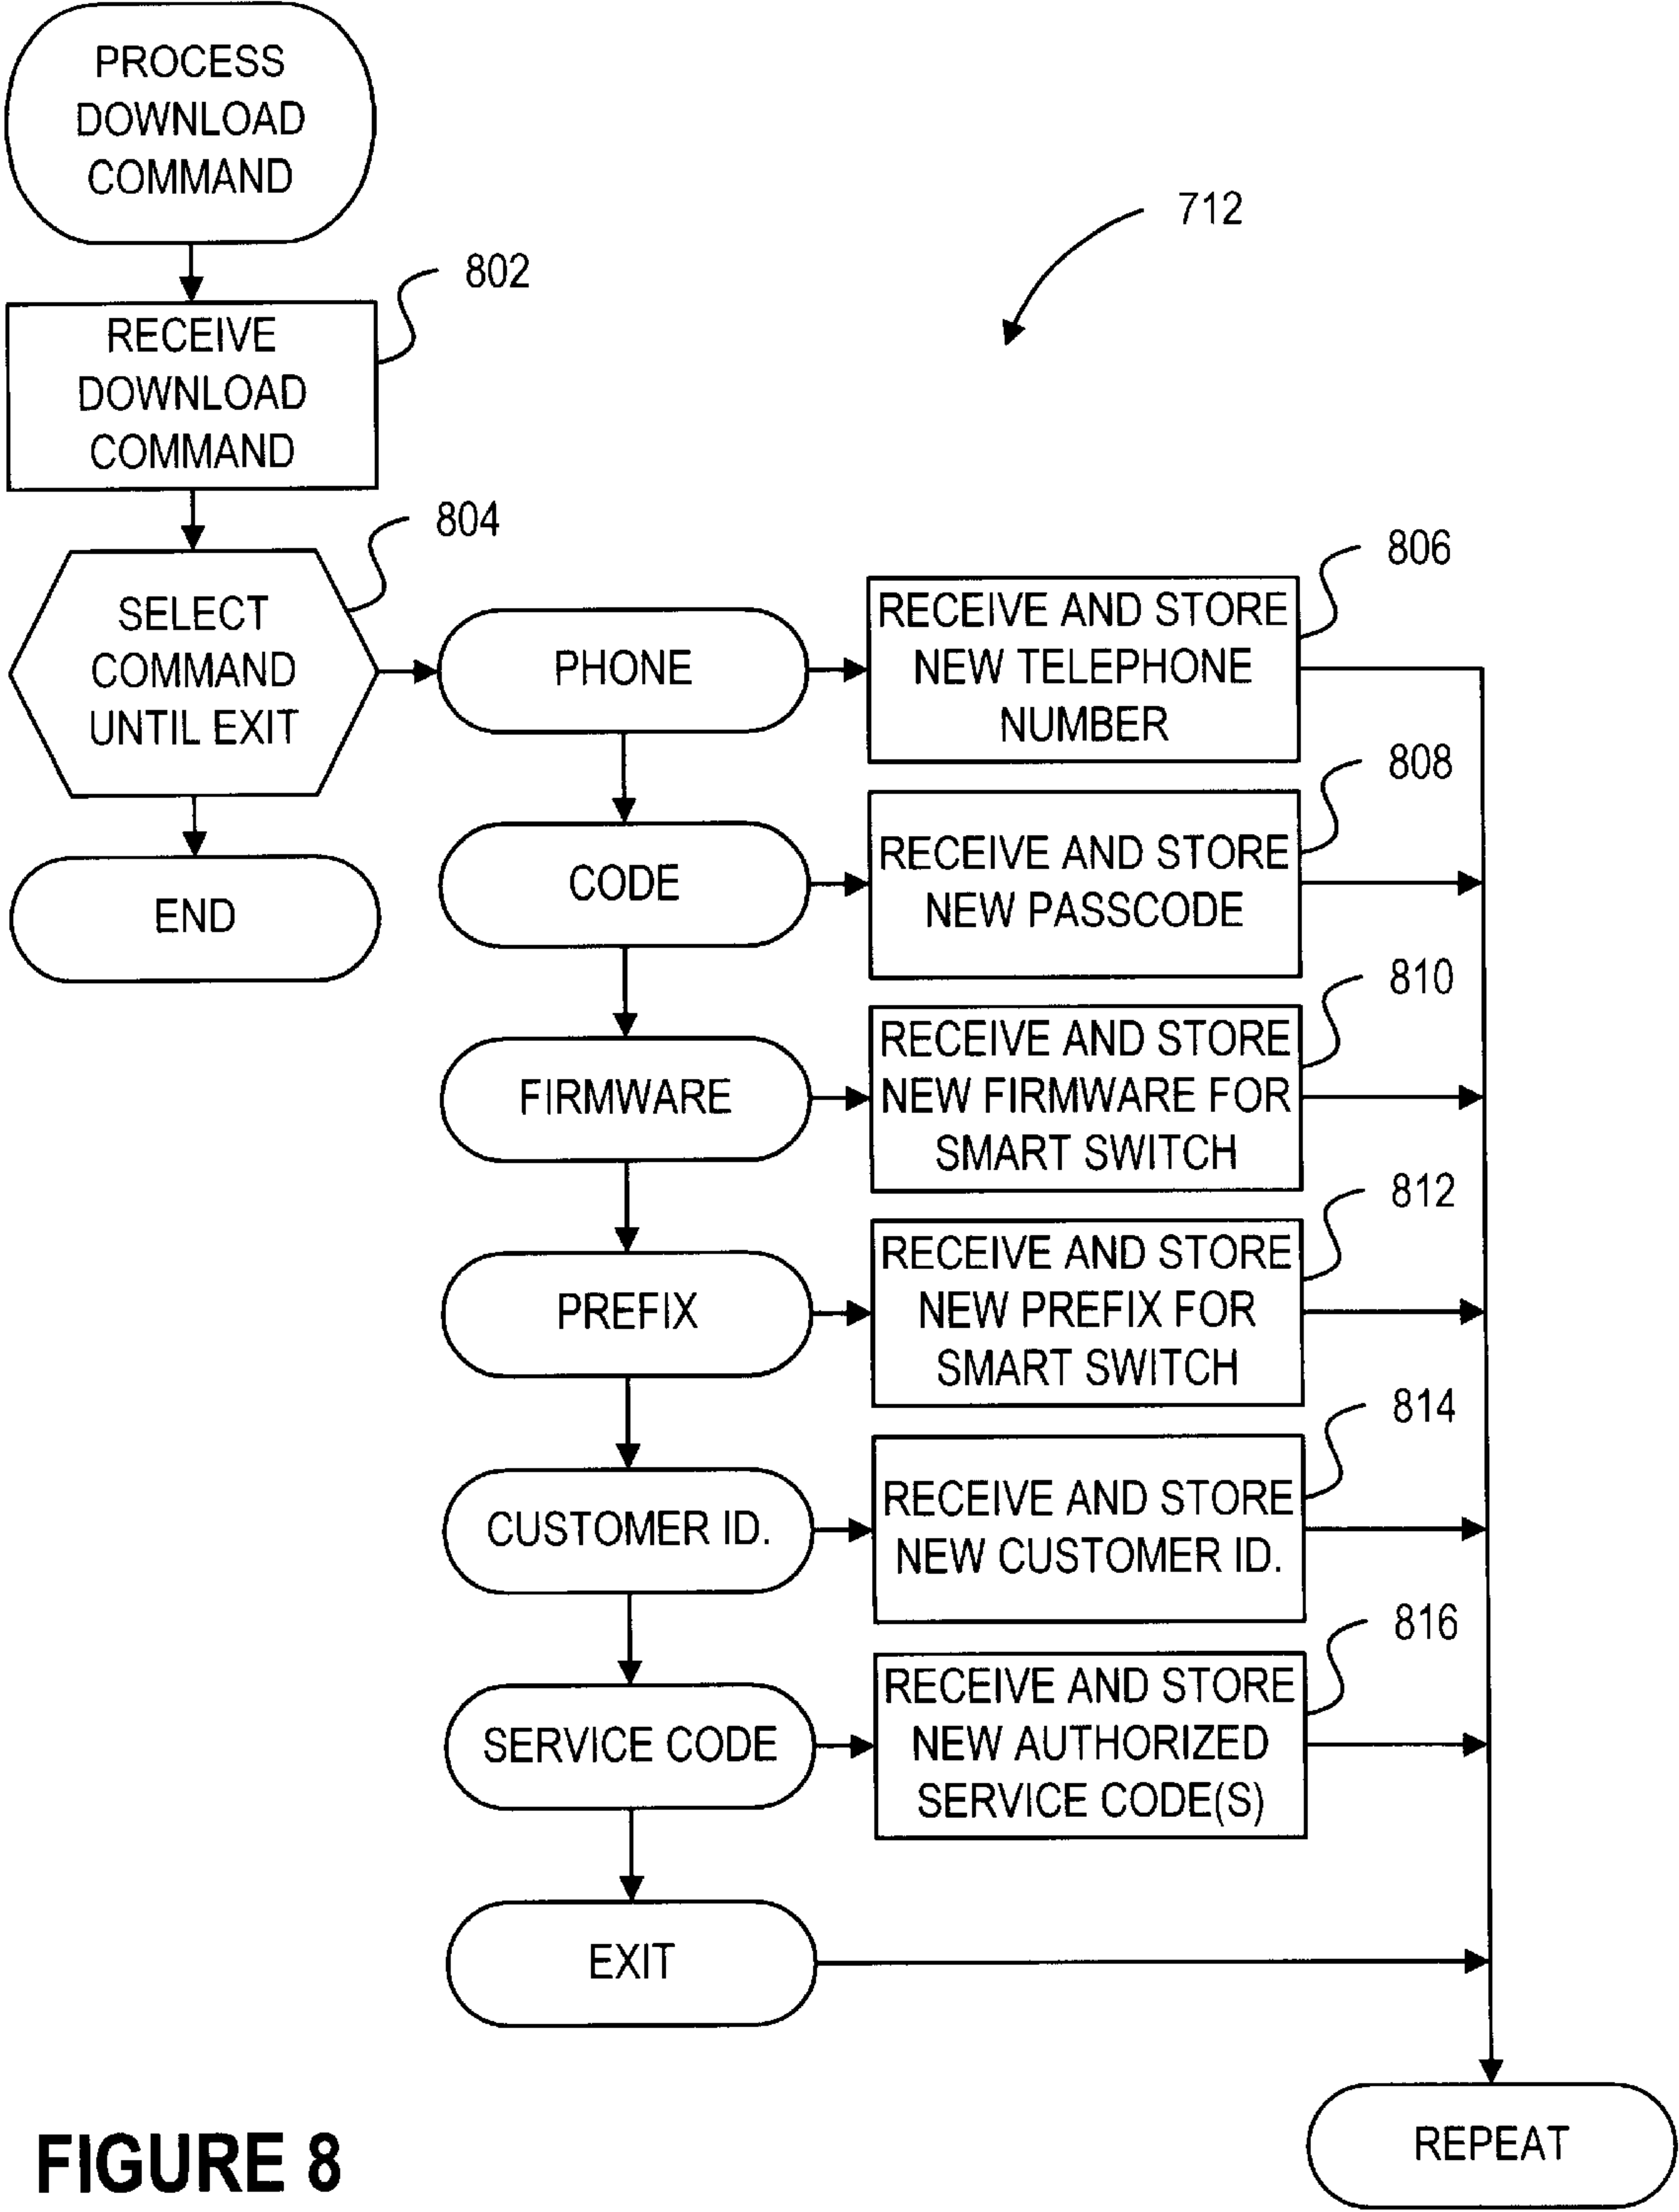 PROCESS
DOWNLOAD
COMMAND
712
802
RECEIVE
DOWNLOAD
COMMAND
804
SELECT
COMMAND
UNTIL EXIT
END
PHONE
806
RECEIVE AND STORE
NEW TELEPHONE
NUMBER
CODE
808
RECEIVE AND STORE
NEW PASSCODE
FIRMWARE
810
RECEIVE AND STORE
NEW FIRMWARE FOR
SMART SWITCH
PREFIX
812
RECEIVE AND STORE
NEW PREFIX FOR
SMART SWITCH
CUSTOMER ID.
814
RECEIVE AND STORE
NEW CUSTOMER ID.
SERVICE CODE
816
RECEIVE AND STORE
NEW AUTHORIZED
SERVICE CODE(S)
EXIT
REPEAT
FIGURE 8